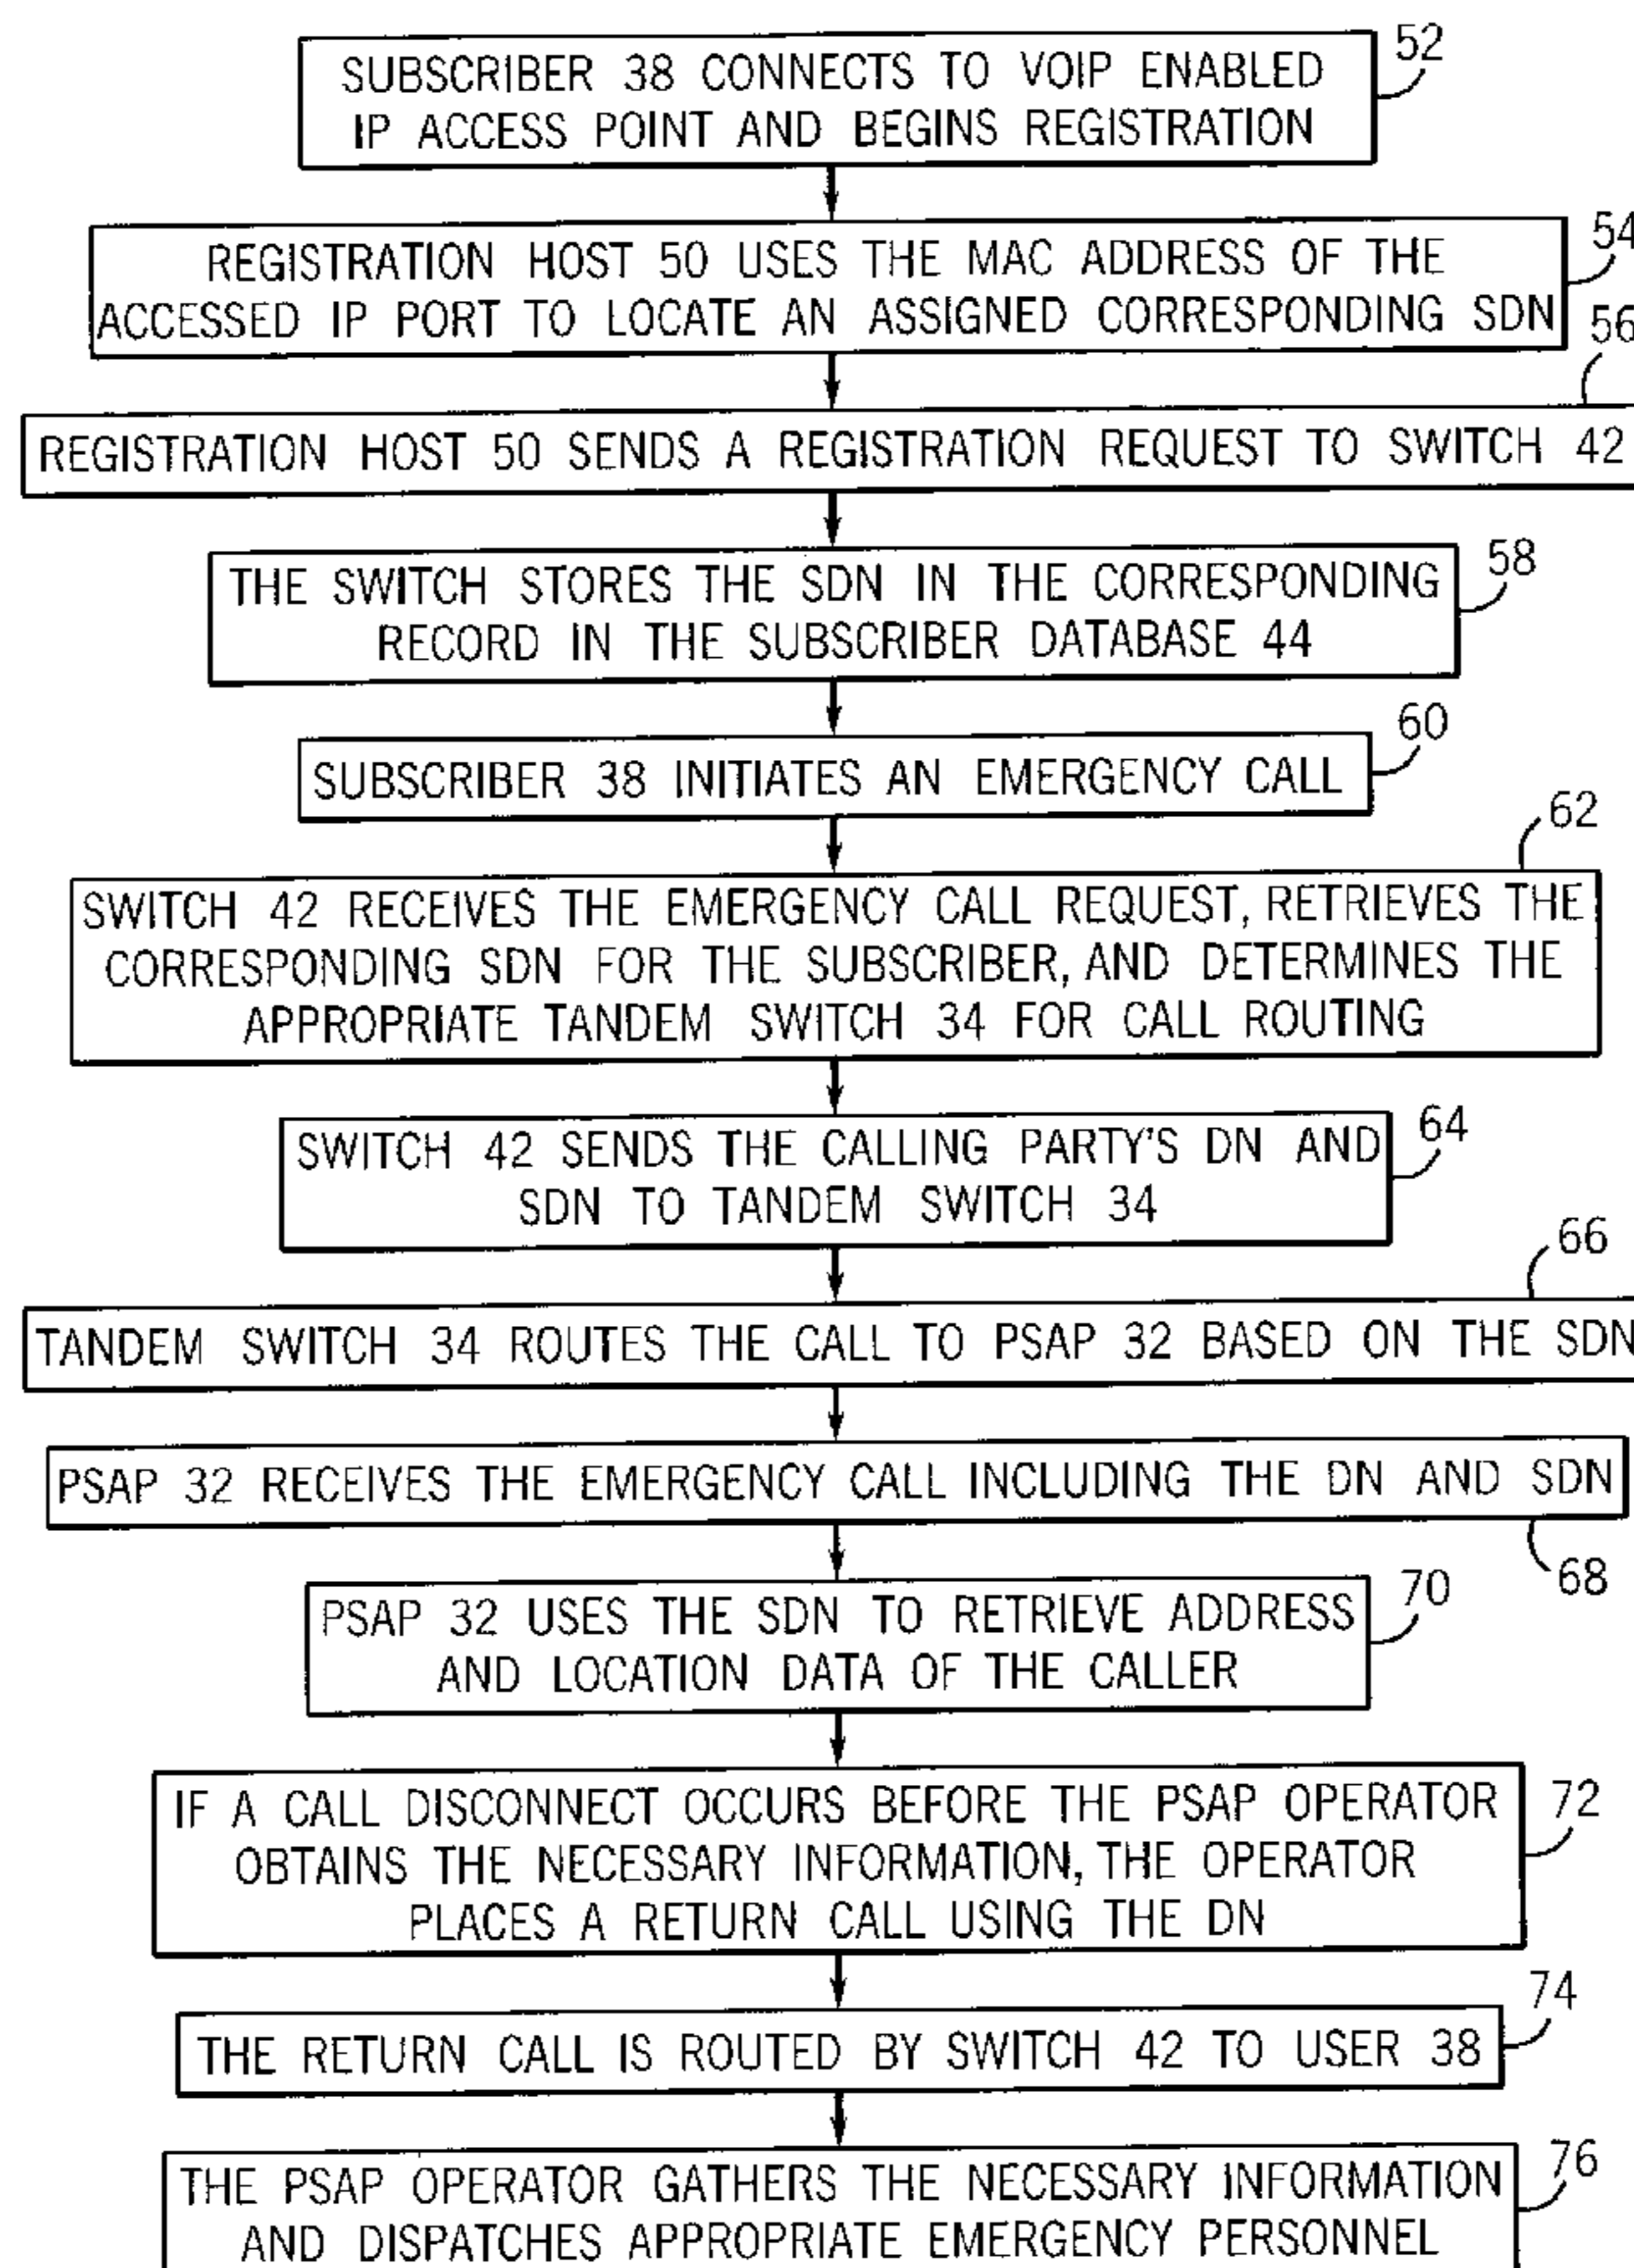 52
SUBSCRIBER 38 CONNECTS TO VOIP ENABLED
IP ACCESS POINT AND BEGINS REGISTRATION
54
REGISTRATION HOST 50 USES THE MAC ADDRESS OF THE
ACCESSED IP PORT TO LOCATE AN ASSIGNED CORRESPONDING SDN
56
REGISTRATION HOST 50 SENDS A REGISTRATION REQUEST TO SWITCH 42
58
THE SWITCH STORES THE SDN IN THE CORRESPONDING
RECORD IN THE SUBSCRIBER DATABASE 44
60
SUBSCRIBER 38 INITIATES AN EMERGENCY CALL
62
SWITCH 42 RECEIVES THE EMERGENCY CALL REQUEST, RETRIEVES THE
CORRESPONDING SDN FOR THE SUBSCRIBER, AND DETERMINES THE
APPROPRIATE TANDEM SWITCH 34 FOR CALL ROUTING
64
SWITCH 42 SENDS THE CALLING PARTY'S DN AND
SDN TO TANDEM SWITCH 34
66
TANDEM SWITCH 34 ROUTES THE CALL TO PSAP 32 BASED ON THE SDN
PSAP 32 RECEIVES THE EMERGENCY CALL INCLUDING THE DN AND SDN
68
70
PSAP 32 USES THE SDN TO RETRIEVE ADDRESS
AND LOCATION DATA OF THE CALLER
72
IF A CALL DISCONNECT OCCURS BEFORE THE PSAP OPERATOR
OBTAINS THE NECESSARY INFORMATION, THE OPERATOR
PLACES A RETURN CALL USING THE DN
74
THE RETURN CALL IS ROUTED BY SWITCH 42 TO USER 38
76
THE PSAP OPERATOR GATHERS THE NECESSARY INFORMATION
AND DISPATCHES APPROPRIATE EMERGENCY PERSONNEL